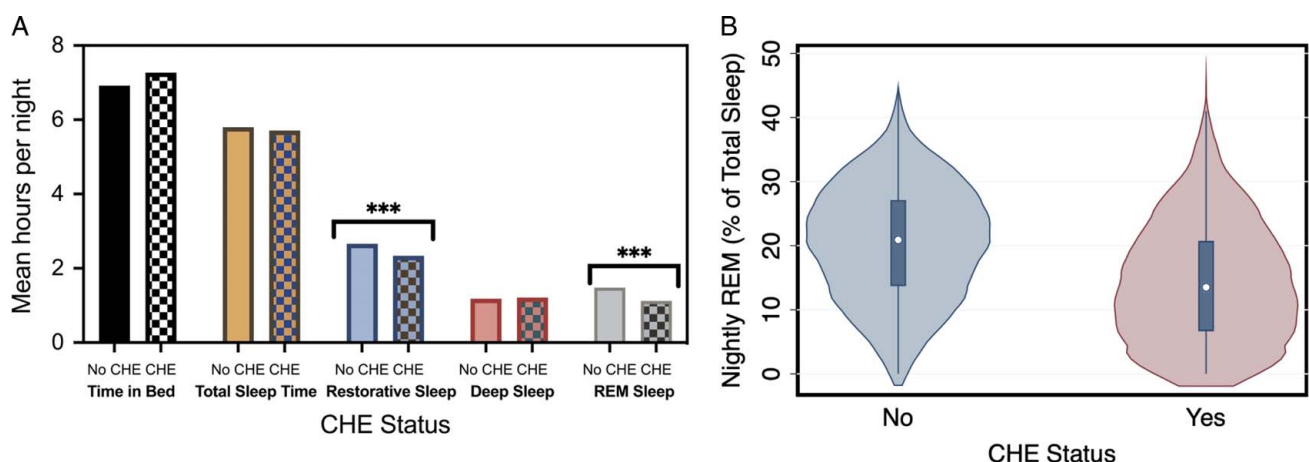 A
Mean hours per night
8
6
4
2
0
***
***
No CHE CHE No CHE CHE No CHE CHE No CHE CHE No CHE CHE
Time in Bed Total Sleep Time Restorative Sleep Deep Sleep REM Sleep
CHE Status
B
Nightly REM (% of Total Sleep)
50
40
30
20
10
0
No Yes
CHE Status